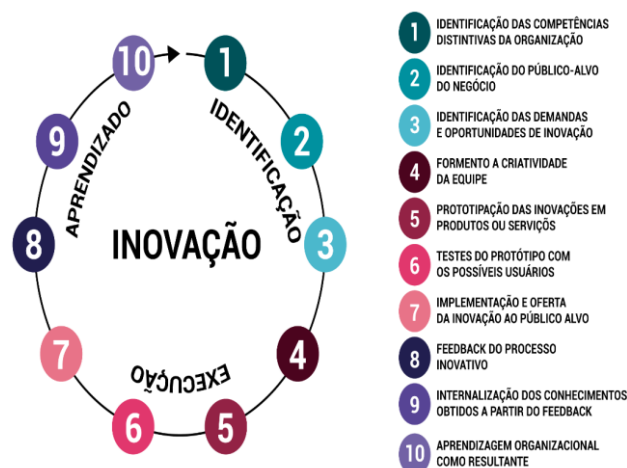 INOVAÇÃO
IDENTIFICAÇÃO
EXECUÇÃO
APRENDIZADO
1
2
3
4
5
6
7
8
9
10
1 IDENTIFICAÇÃO DAS COMPETÊNCIAS
DISTINTIVAS DA ORGANIZAÇÃO
2 IDENTIFICAÇÃO DO PÚBLICO-ALVO
DO NEGÓCIO
3 IDENTIFICAÇÃO DAS DEMANDAS
E OPORTUNIDADES DE INOVAÇÃO
4 FORMENTO A CRIATIVIDADE
DA EQUIPE
5 PROTOTIPAÇÃO DAS INOVAÇÕES EM
PRODUTOS OU SERVIÇÕS
6 TESTES DO PROTÓTIPO COM
OS POSSÍVEIS USUÁRIOS
7 IMPLEMENTAÇÃO E OFERTA
DA INOVAÇÃO AO PÚBLICO ALVO
8 FEEDBACK DO PROCESSO
INOVATIVO
9 INTERNALIZAÇÃO DOS CONHECIMENTOS
OBTIDOS A PARTIR DO FEEDBACK
10 APRENDIZAGEM ORGANIZACIONAL
COMO RESULTANTE